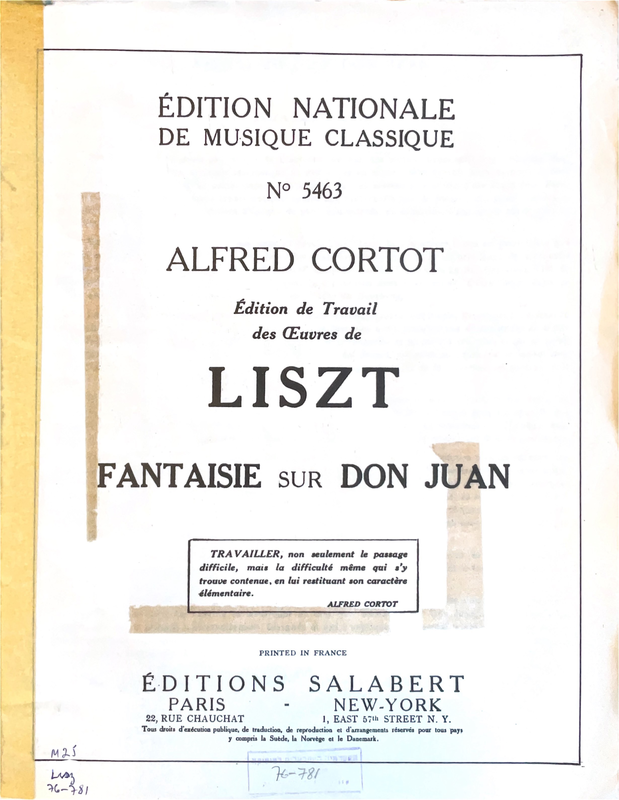 ÉDITION NATIONALE
DE MUSIQUE CLASSIQUE
Nº 5463
ALFRED CORTOT
Édition de Travail
des Œuvres de
LISZT
FANTAISIE SUR DON JUAN
TRAVAILLER, non seulement le passage
difficile, mais la difficulté même qui s'y
trouve contenue, en lui restituant son caractère
élémentaire.
ALFRED CORTOT
PRINTED IN FRANCE
ÉDITIONS SALABERT
PARIS - NEW-YORK
22, RUE CHAUCHAT 1, EAST 57th STREET N. Y.
Tous droits d'exécution publique, de traduction, de reproduction et d'arrangements réservés pour tous pays
y compris la Suède, la Norvège et le Danemark.
M25
Lisz
76-781
76-781